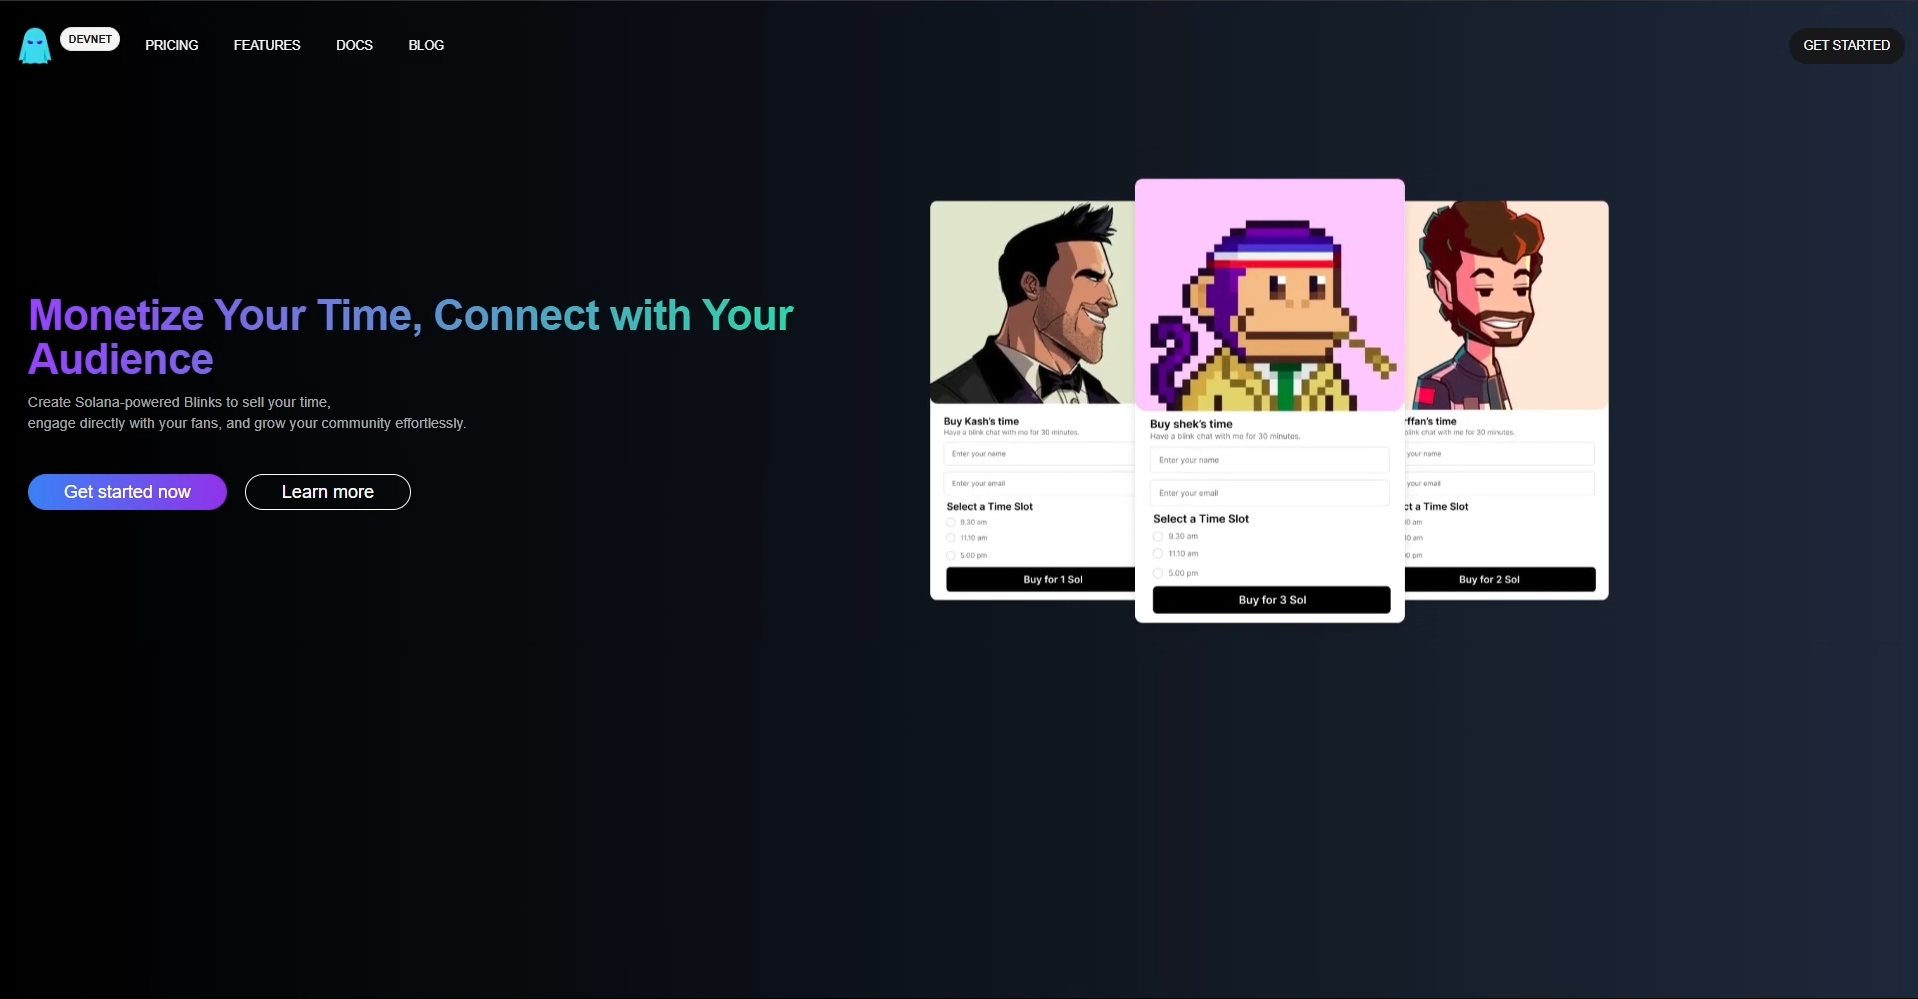 DEVNET
PRICING
FEATURES
DOCS
BLOG
GET STARTED
Monetize Your Time, Connect with Your
Audience
Create Solana-powered Blinks to sell your time,
engage directly with your fans, and grow your community effortlessly.
Get started now
Learn more
Buy Kash's time
Have a blink chat with me for 30 minutes.
Enter your name
Enter your email
Select a Time Slot
9.30 am
11.10 am
5.00 pm
Buy for 1 Sol
Buy shek's time
Have a blink chat with me for 30 minutes.
Enter your name
Enter your email
Select a Time Slot
9.30 am
11.10 am
5.00 pm
Buy for 3 Sol
rffan's time
blink chat with me for 30 minutes.
your name
your email
ct a Time Slot
10 am
pm
Buy for 2 Sol